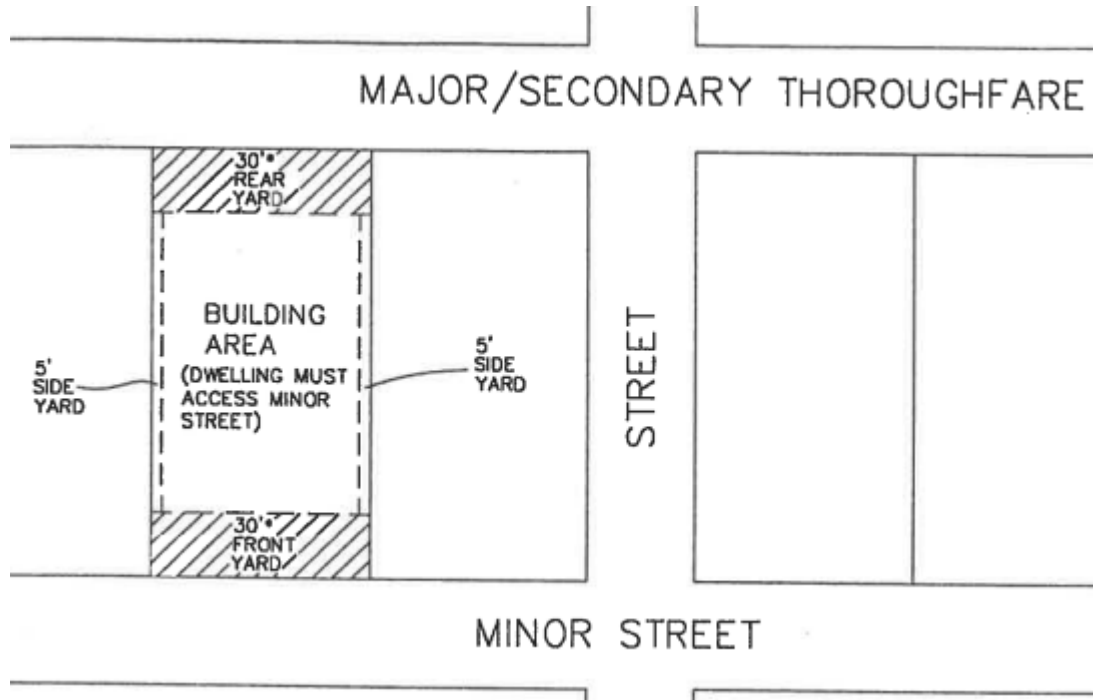 MAJOR/SECONDARY THOROUGHFARE
30'*
REAR
YARD
BUILDING
AREA
(DWELLING MUST
ACCESS MINOR
STREET)
5'
SIDE
YARD
5'
SIDE
YARD
STREET
30'*
FRONT
YARD
MINOR STREET